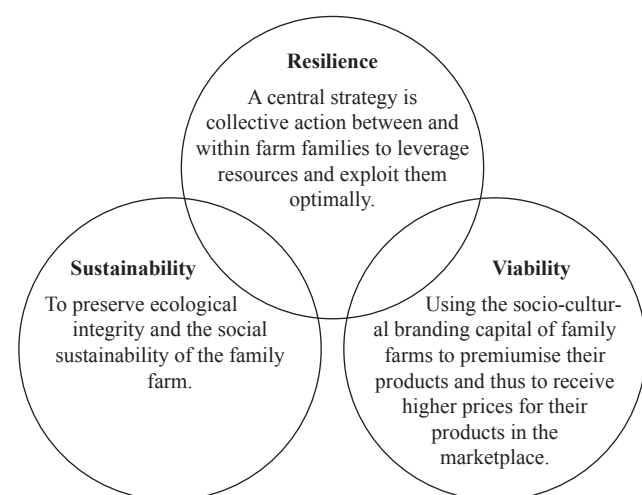 Resilience
A central strategy is
collective action between and
within farm families to leverage
resources and exploit them
optimally.
Sustainability
To preserve ecological
integrity and the social
sustainability of the family
farm.
Viability
Using the socio-cultur-
al branding capital of family
farms to premiumise their
products and thus to receive
higher prices for their
products in the
marketplace.